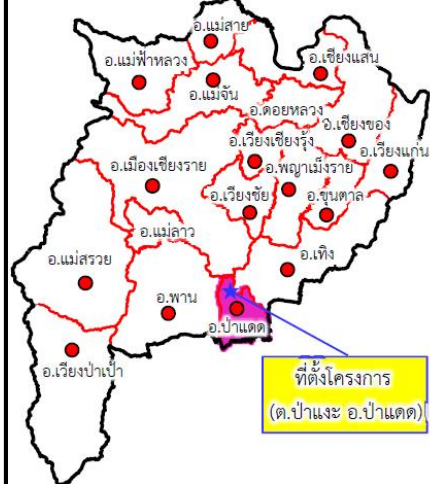 อ.แม่สาย
อ.แม่ฟ้าหลวง
อ.เชียงแสน
อ.แม่จัน
อ.ดอยหลวง
อ.เชียงของ
อ.เวียงเชียงรุ้ง
อ.เวียงแก่น
อ.เมืองเชียงราย
อ.พญาเม็งราย
อ.เวียงชัย
อ.ขุนตาล
อ.แม่ลาว
อ.แม่สรวย
อ.เทิง
อ.พาน
อ.ป่าแดด
อ.เวียงป่าเป้า
ที่ตั้งโครงการ
(ต.ป่าแงะ อ.ป่าแดด)